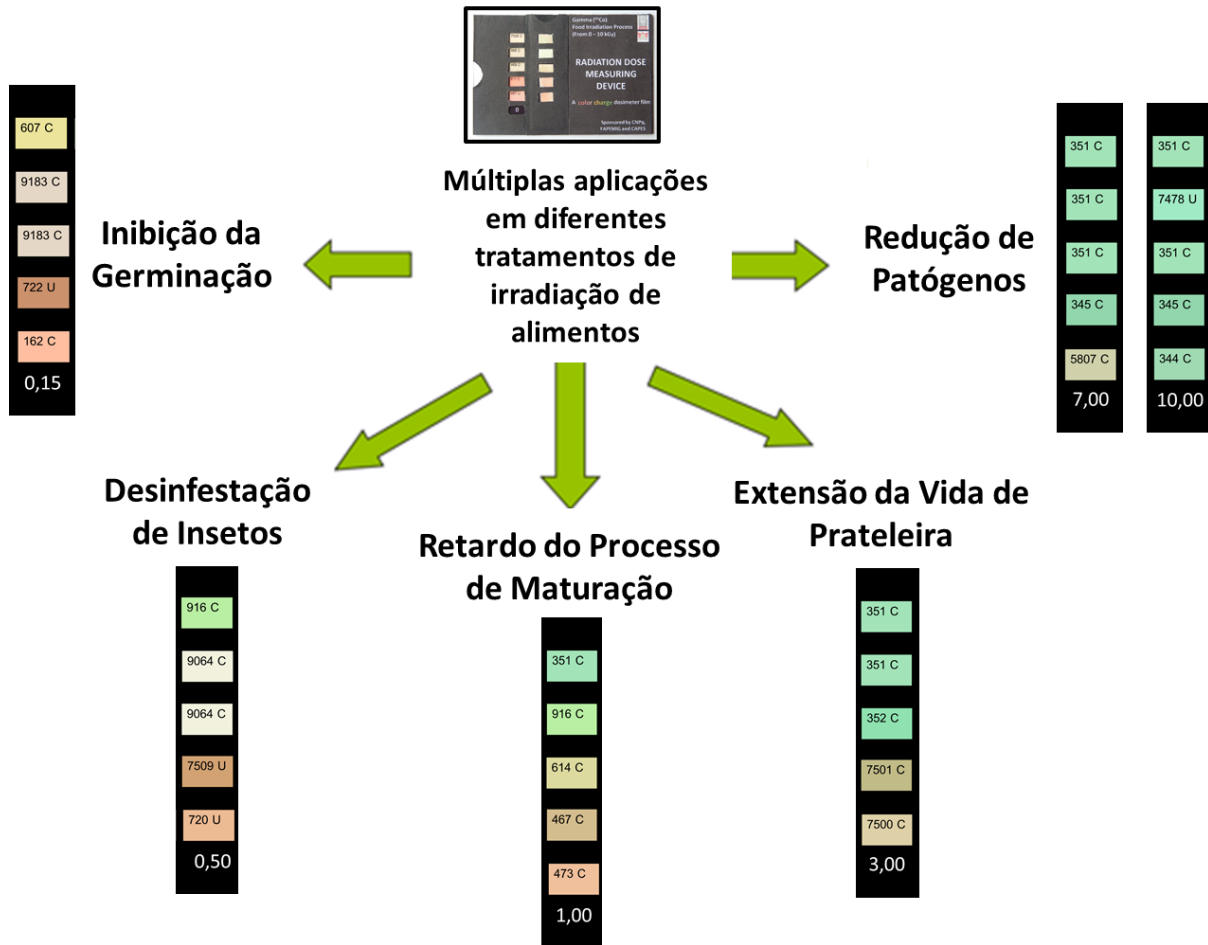 Gamma (⁶⁰Co)
Food Irradiation Process
(From 0 – 10 kGy)
RADIATION DOSE
MEASURING
DEVICE
A color change dosimeter film
Sponsored by CNPq,
FAPEMIG and CAPES
0
Múltiplas aplicações
em diferentes
tratamentos de
irradiação de
alimentos
Inibição da
Germinação
607 C
9183 C
9183 C
722 U
162 C
0,15
Redução de
Patógenos
351 C
351 C
351 C
345 C
5807 C
7,00
351 C
7478 U
351 C
345 C
344 C
10,00
Desinfestação
de Insetos
916 C
9064 C
9064 C
7509 U
720 U
0,50
Retardo do Processo
de Maturação
351 C
916 C
614 C
467 C
473 C
1,00
Extensão da Vida de
Prateleira
351 C
351 C
352 C
7501 C
7500 C
3,00